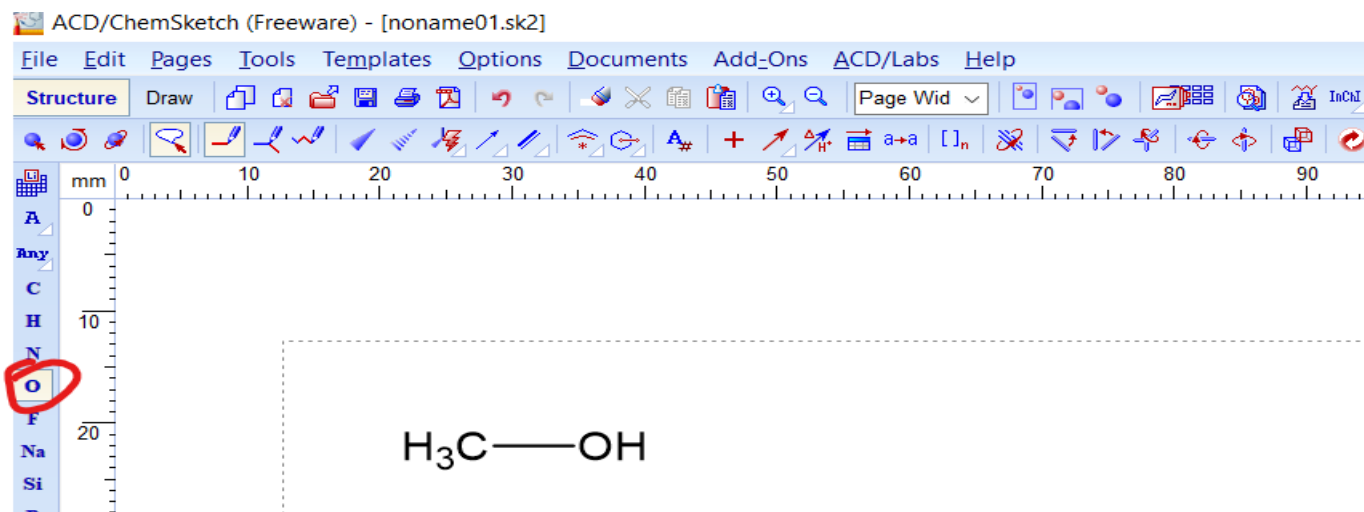 ACD/ChemSketch (Freeware) - [noname01.sk2]
File Edit Pages Tools Templates Options Documents Add-Ons ACD/Labs Help
Structure Draw Page Wid InChI
A# + H+ a→a []n
mm 0 10 20 30 40 50 60 70 80 90
Li
0
A
Any
C
H
10
N
O
F
20
Na
Si
H3C—OH